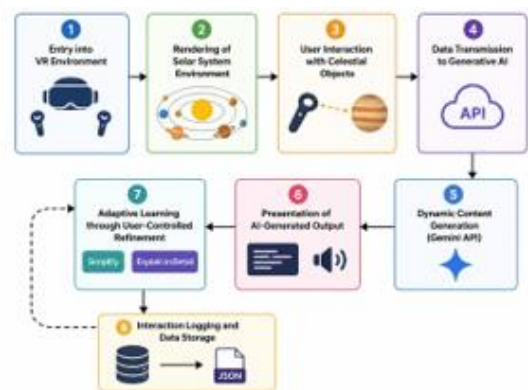 1
Entry into
VR Environment
2
Rendering of
Solar System
Environment
3
User Interaction
with Celestial
Objects
4
Data Transmission
to Generative AI
API
7
Adaptive Learning
through User-Controlled
Refinement
Simplify
Explain in Detail
6
Presentation of
AI-Generated Output
5
Dynamic Content
Generation
(Gemini API)
8
Interaction Logging and
Data Storage
JSON